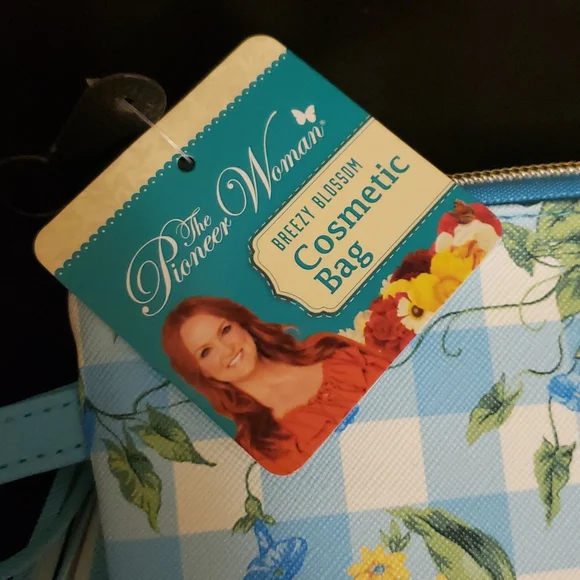 The
Pioneer Woman®
BREEZY BLOSSOM
Cosmetic
Bag